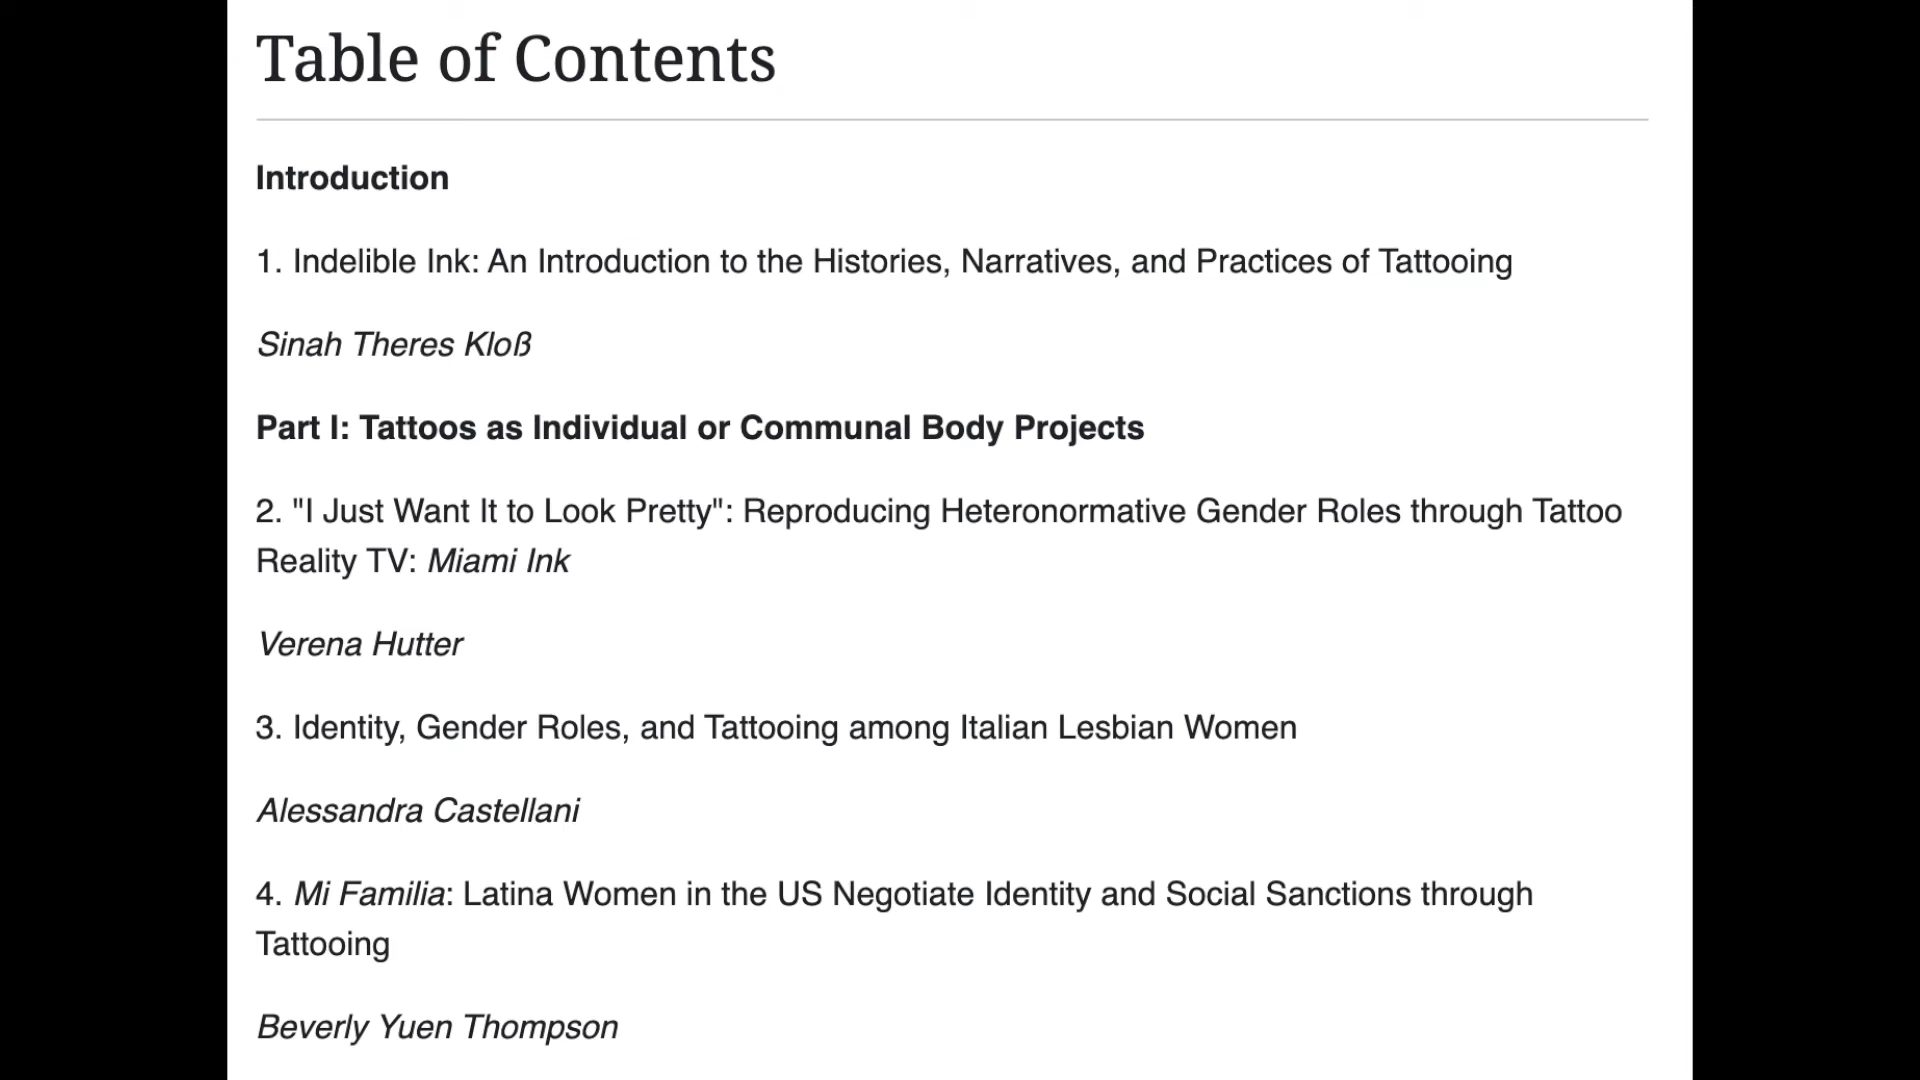 Table of Contents
Introduction
1. Indelible Ink: An Introduction to the Histories, Narratives, and Practices of Tattooing
Sinah Theres Kloß
Part I: Tattoos as Individual or Communal Body Projects
2. "I Just Want It to Look Pretty": Reproducing Heteronormative Gender Roles through Tattoo
Reality TV: Miami Ink
Verena Hutter
3. Identity, Gender Roles, and Tattooing among Italian Lesbian Women
Alessandra Castellani
4. Mi Familia: Latina Women in the US Negotiate Identity and Social Sanctions through
Tattooing
Beverly Yuen Thompson